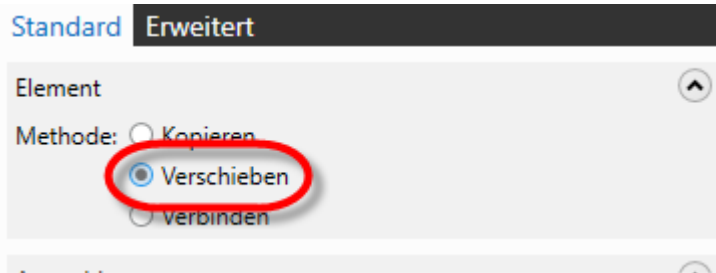 Standard Erweitert
Element
Methode: Kopieren
Verschieben
Verbinden